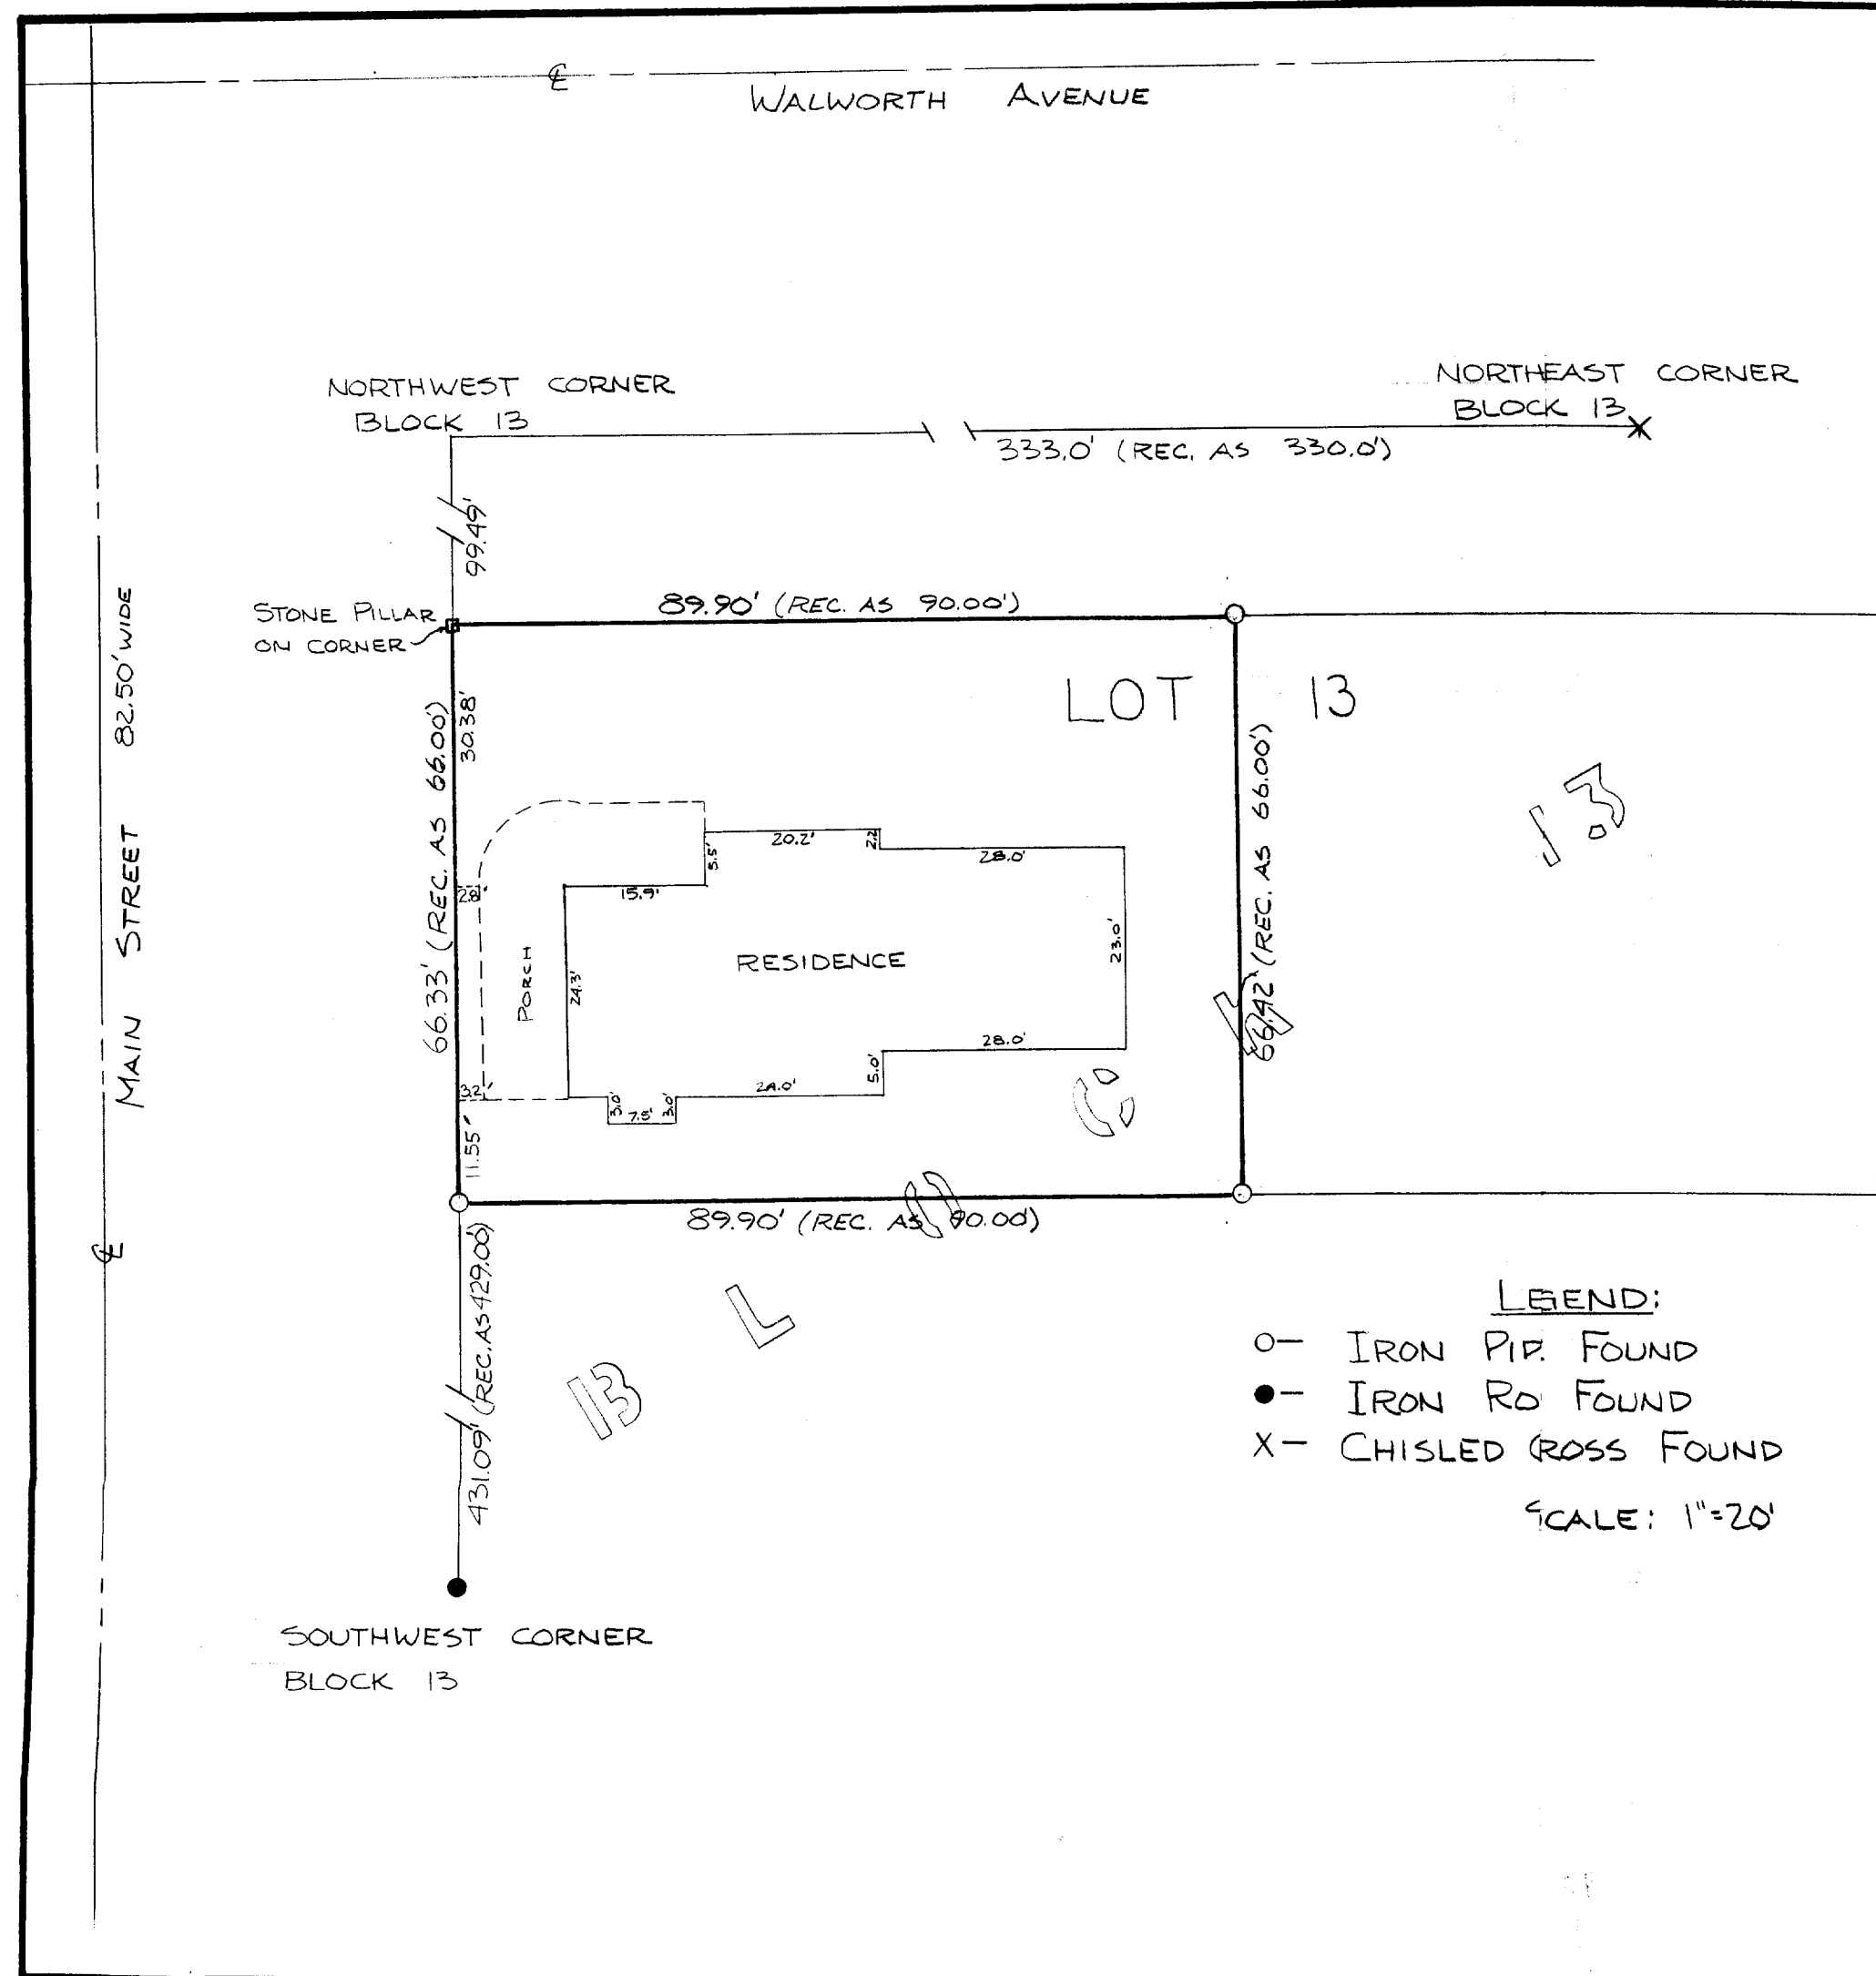 ℄
WALWORTH AVENUE
NORTHWEST CORNER
BLOCK 13
NORTHEAST CORNER
BLOCK 13
333.0' (REC. AS 330.0')
99.49'
STONE PILLAR
ON CORNER
89.90' (REC. AS 90.00')
MAIN STREET 82.50' WIDE
℄
LOT 13
66.33' (REC. AS 66.00')
30.38'
66.42' (REC. AS 66.00')
20.2'
2.2
5.5'
28.0'
15.9'
2.8'
PORCH
24.3'
RESIDENCE
23.0'
28.0'
5.0'
24.0'
3.2'
3.0'
7.5'
3.0'
11.55'
89.90' (REC. AS 90.00')
431.09' (REC. AS 429.00')
BLOCK 13
LEGEND:
O— IRON PIP. FOUND
●— IRON RO FOUND
X— CHISLED CROSS FOUND
SCALE: 1"=20'
SOUTHWEST CORNER
BLOCK 13